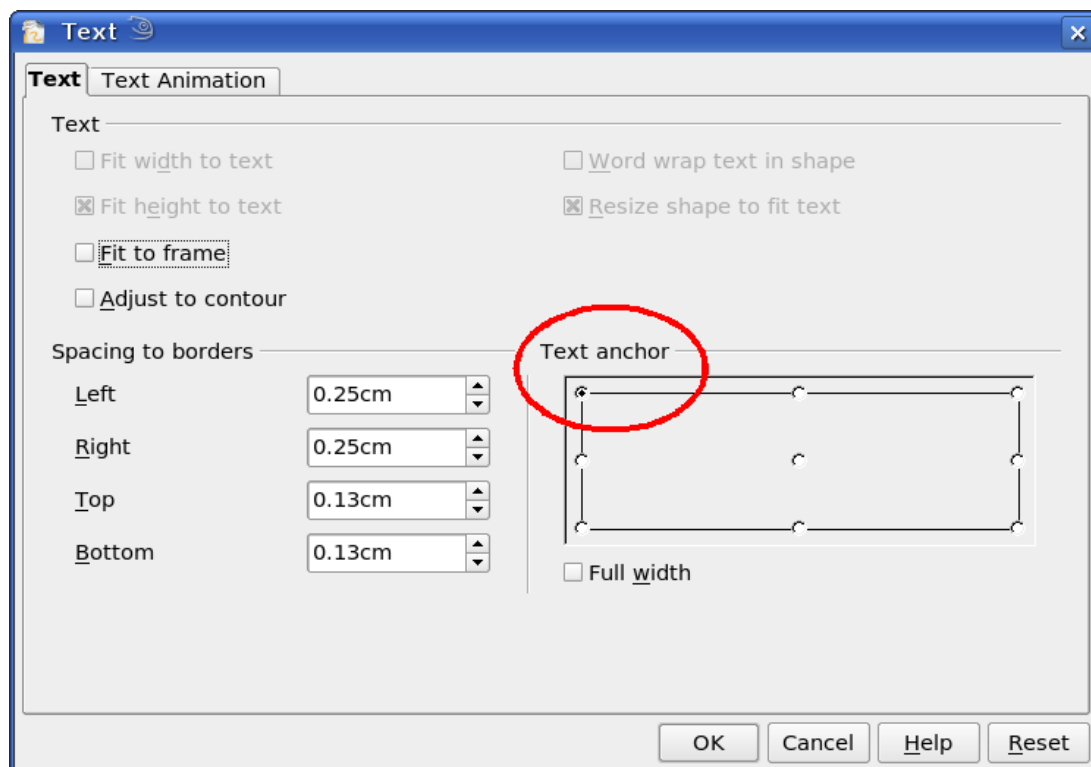 Text
Text Text Animation
Text
Fit width to text Word wrap text in shape
Fit height to text Resize shape to fit text
Fit to frame
Adjust to contour
Spacing to borders Text anchor
Left 0.25cm
Right 0.25cm
Top 0.13cm
Bottom 0.13cm
Full width
OK Cancel Help Reset